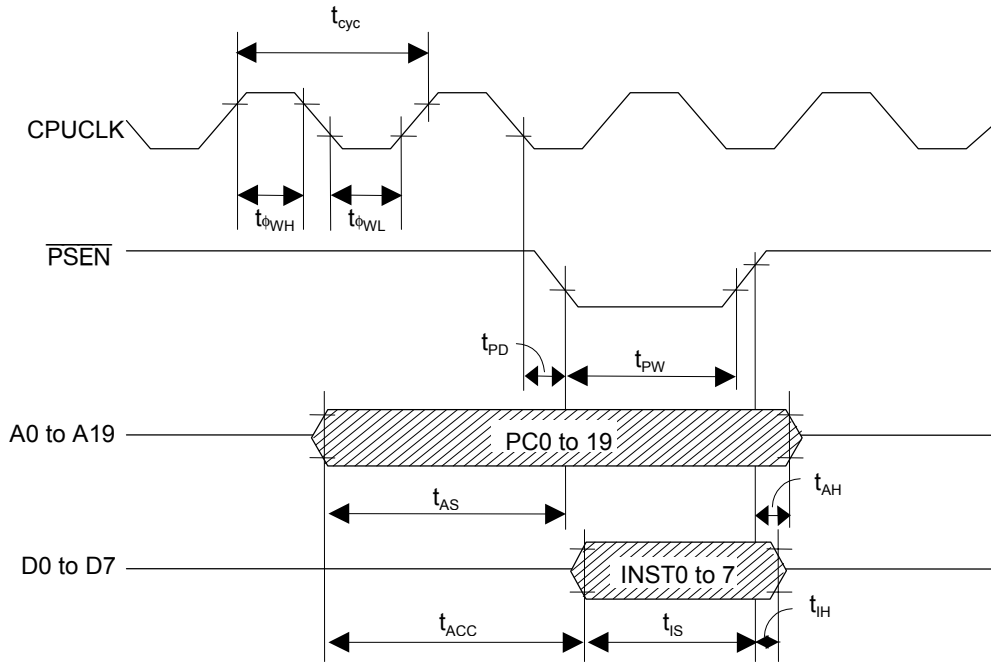 tcyc
CPUCLK
tϕWH
tϕWL
PSEN
tPD
tPW
A0 to A19
PC0 to 19
tAS
tAH
D0 to D7
INST0 to 7
tACC
tIS
tIH